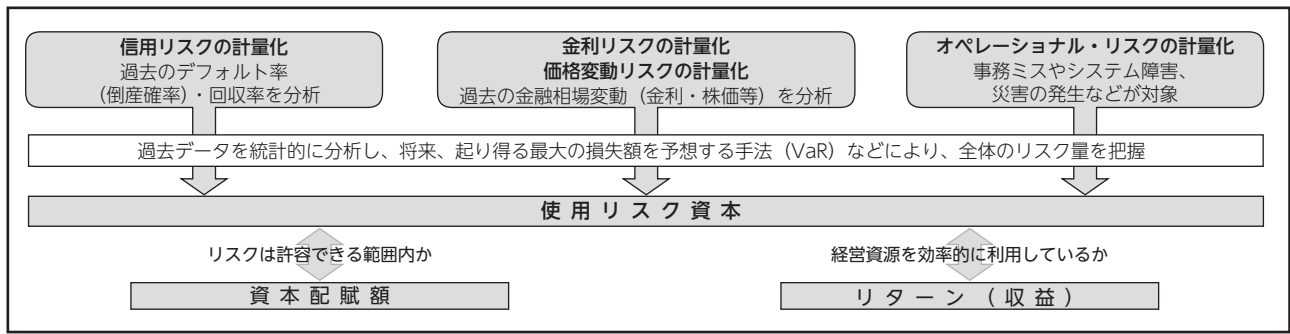 信用リスクの計量化
過去のデフォルト率
（倒産確率）・回収率を分析
金利リスクの計量化
価格変動リスクの計量化
過去の金融相場変動（金利・株価等）を分析
オペレーショナル・リスクの計量化
事務ミスやシステム障害、
災害の発生などが対象
過去データを統計的に分析し、将来、起り得る最大の損失額を予想する手法（VaR）などにより、全体のリスク量を把握
使用リスク資本
リスクは許容できる範囲内か
経営資源を効率的に利用しているか
資本配賦額
リターン（収益）